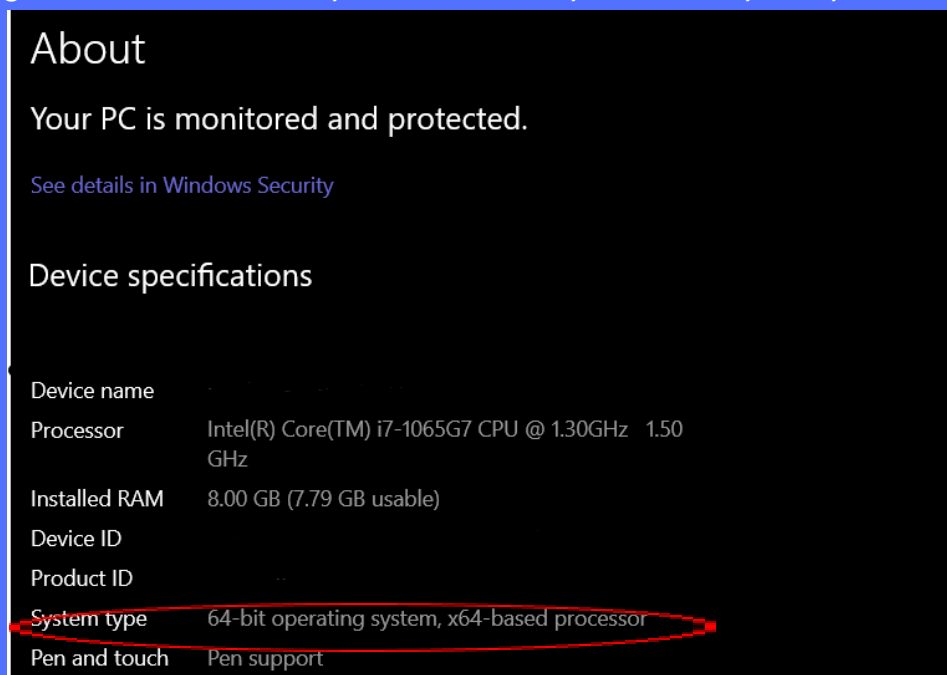 About
Your PC is monitored and protected.
See details in Windows Security
Device specifications
Device name
Processor Intel(R) Core(TM) i7-1065G7 CPU @ 1.30GHz 1.50
GHz
Installed RAM 8.00 GB (7.79 GB usable)
Device ID
Product ID
System type 64-bit operating system, x64-based processor
Pen and touch Pen support